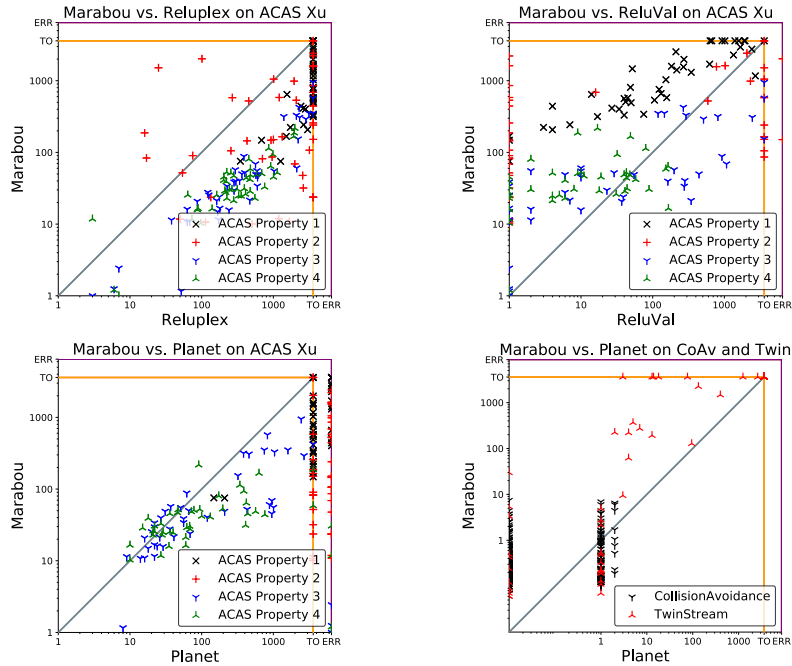 Marabou vs. Reluplex on ACAS Xu
ERR
TO
1000
100
10
1
Marabou
ACAS Property 1
ACAS Property 2
ACAS Property 3
ACAS Property 4
1
10
100
1000
TO ERR
Reluplex
Marabou vs. ReluVal on ACAS Xu
ERR
TO
1000
100
10
1
Marabou
ACAS Property 1
ACAS Property 2
ACAS Property 3
ACAS Property 4
1
10
100
1000
TO ERR
ReluVal
Marabou vs. Planet on ACAS Xu
ERR
TO
1000
100
10
1
Marabou
ACAS Property 1
ACAS Property 2
ACAS Property 3
ACAS Property 4
1
10
100
1000
TO ERR
Planet
Marabou vs. Planet on CoAv and Twin
ERR
TO
1000
100
10
1
Marabou
CollisionAvoidance
TwinStream
1
10
100
1000
TO ERR
Planet